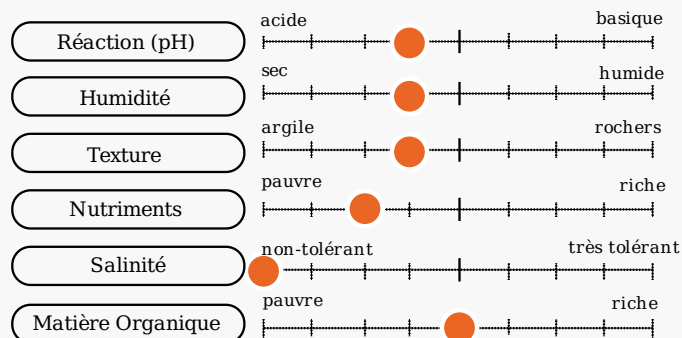 acide basique
Réaction (pH)
sec humide
Humidité
argile rochers
Texture
pauvre riche
Nutriments
non-tolérant très tolérant
Salinité
pauvre riche
Matière Organique